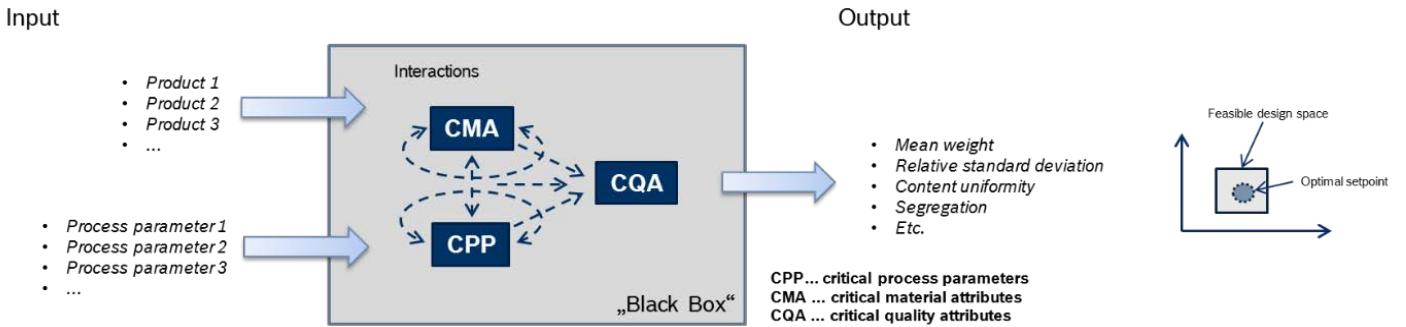 Input
• Product 1
• Product 2
• Product 3
• ...
• Process parameter 1
• Process parameter 2
• Process parameter 3
• ...
Interactions
CMA
CQA
CPP
„Black Box“
Output
• Mean weight
• Relative standard deviation
• Content uniformity
• Segregation
• Etc.
CPP... critical process parameters
CMA ... critical material attributes
CQA ... critical quality attributes
Feasible design space
Optimal setpoint